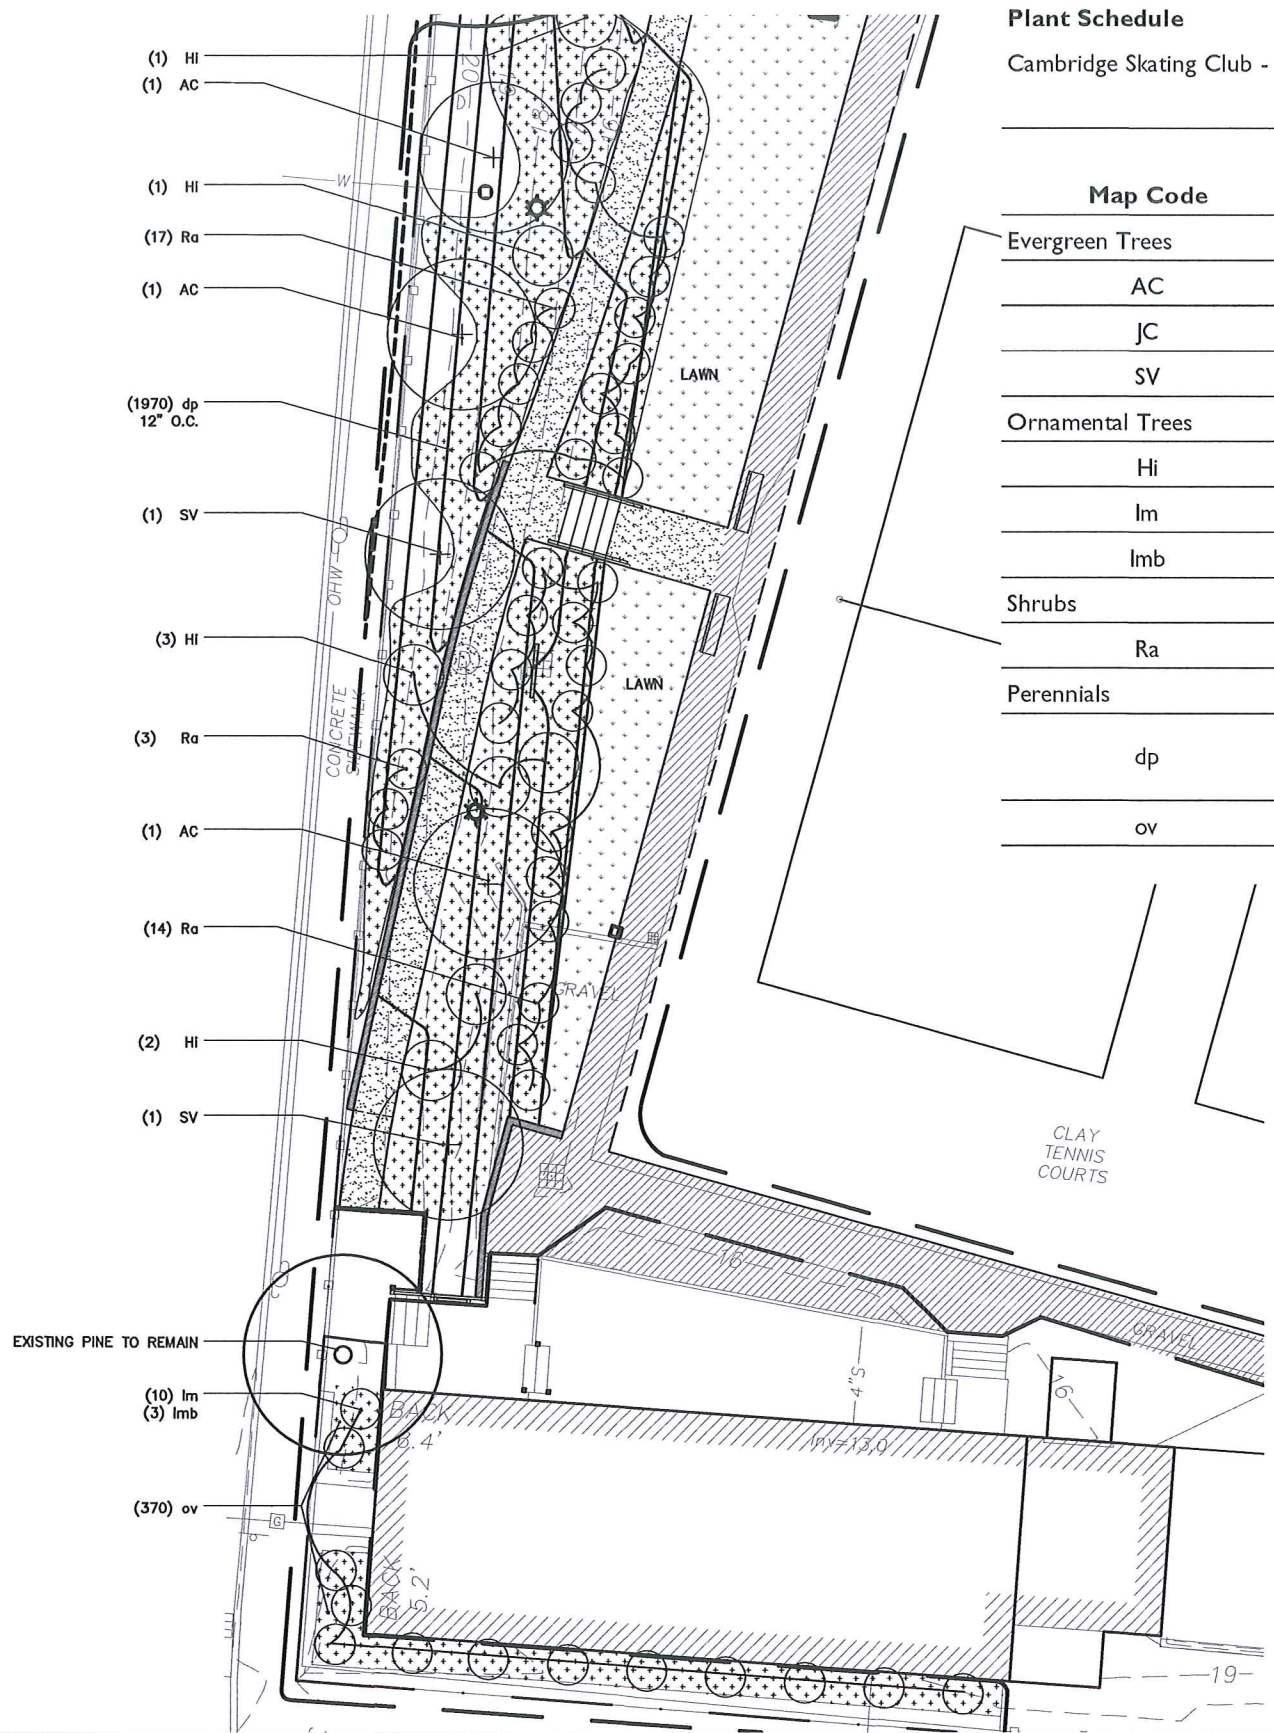 Plant Schedule
Cambridge Skating Club -
Map Code
Evergreen Trees
AC
JC
SV
Ornamental Trees
Hi
Im
Imb
Shrubs
Ra
Perennials
dp
ov
(1) Hi
(1) AC
(1) Hi
(17) Ra
(1) AC
(1970) dp
12" O.C.
(1) SV
(3) Hi
(3) Ra
(1) AC
(14) Ra
(2) Hi
(1) SV
EXISTING PINE TO REMAIN
(10) Im
(3) Imb
(370) ov
20
D
18
16
W
OHW
CONCRETE
SIDEWALK
LAWN
LAWN
GRAVEL
CLAY
TENNIS
COURTS
16
GRAVEL
4"S
16
BACK
6.4'
Inv=13.0
G
BACK
5.2'
19